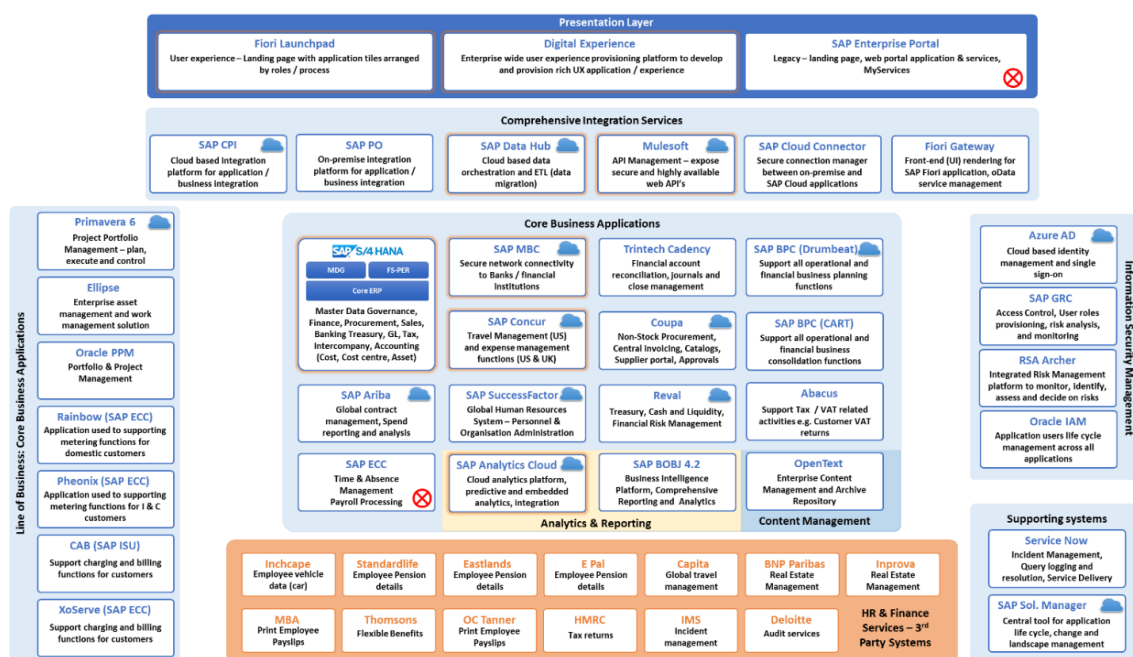 Presentation Layer
Fiori Launchpad
User experience – Landing page with application tiles arranged
by roles / process
Digital Experience
Enterprise wide user experience provisioning platform to develop
and provision rich UX application / experience
SAP Enterprise Portal
Legacy – landing page, web portal application & services,
MyServices
Comprehensive Integration Services
SAP CPI
Cloud based integration
platform for application /
business integration
SAP PO
On-premise integration
platform for application /
business integration
SAP Data Hub
Cloud based data
orchestration and ETL (data
migration)
Mulesoft
API Management – expose
secure and highly available
web API's
SAP Cloud Connector
Secure connection manager
between on-premise and
SAP Cloud applications
Fiori Gateway
Front-end (UI) rendering for
SAP Fiori application, oData
service management
Line of Business: Core Business Applications
Primavera 6
Project Portfolio
Management – plan,
execute and control
Ellipse
Enterprise asset
management and work
management solution
Oracle PPM
Portfolio & Project
Management
Rainbow (SAP ECC)
Application used to supporting
metering functions for
domestic customers
Pheonix (SAP ECC)
Application used to supporting
metering functions for I & C
customers
CAB (SAP ISU)
Support charging and billing
functions for customers
XoServe (SAP ECC)
Support charging and billing
functions for customers
Core Business Applications
SAP S/4 HANA
MDG
FS-PER
Core ERP
Master Data Governance,
Finance, Procurement, Sales,
Banking Treasury, GL, Tax,
Intercompany, Accounting
(Cost, Cost centre, Asset)
SAP MBC
Secure network connectivity
to Banks / financial
Institutions
Trintech Cadency
Financial account
reconciliation, journals and
close management
SAP BPC (Drumbeat)
Support all operational and
financial business planning
functions
SAP Concur
Travel Management (US)
and expense management
functions (US & UK)
Coupa
Non-Stock Procurement,
Central Invoicing, Catalogs,
Supplier portal, Approvals
SAP BPC (CART)
Support all operational and
financial business
consolidation functions
SAP Ariba
Global contract
management, Spend
reporting and analysis
SAP SuccessFactor
Global Human Resources
System – Personnel &
Organisation Administration
Reval
Treasury, Cash and Liquidity,
Financial Risk Management
Abacus
Support Tax / VAT related
activities e.g. Customer VAT
returns
SAP ECC
Time & Absence
Management
Payroll Processing
SAP Analytics Cloud
Cloud analytics platform,
predictive and embedded
analytics, integration
SAP BOBJ 4.2
Business Intelligence
Platform, Comprehensive
Reporting and Analytics
OpenText
Enterprise Content
Management and Archive
Repository
Analytics & Reporting
Content Management
Information Security Management
Azure AD
Cloud based identity
management and single
sign-on
SAP GRC
Access Control, User roles
provisioning, risk analysis,
and monitoring
RSA Archer
Integrated Risk Management
platform to monitor, identify,
assess and decide on risks
Oracle IAM
Application users life cycle
management across all
applications
Supporting systems
Service Now
Incident Management,
Query logging and
resolution, Service Delivery
SAP Sol. Manager
Central tool for application
life cycle, change and
landscape management
Inchcape
Employee vehicle
data (car)
Standardlife
Employee Pension
details
Eastlands
Employee Pension
details
E Pal
Employee Pension
details
Capita
Global travel
management
BNP Paribas
Real Estate
Management
Inprova
Real Estate
Management
MBA
Print Employee
Payslips
Thomsons
Flexible Benefits
OC Tanner
Print Employee
Payslips
HMRC
Tax returns
IMS
Incident
management
Deloitte
Audit services
HR & Finance
Services – 3rd
Party Systems